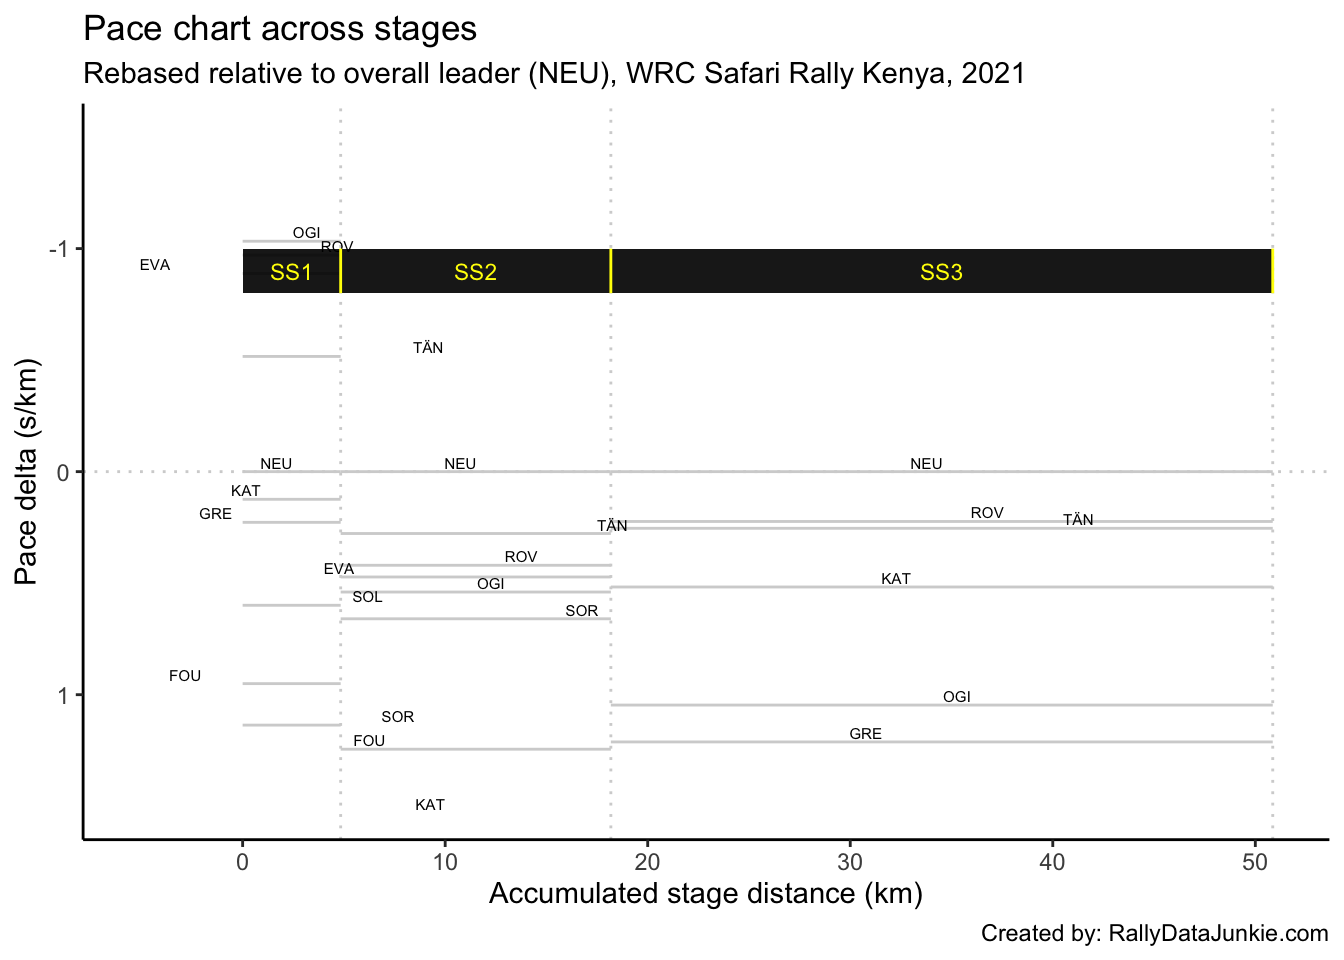 Pace chart across stages
Rebased relative to overall leader (NEU), WRC Safari Rally Kenya, 2021
Pace delta (s/km)
-1
0
1
OGI
ROV
EVA
SS1 SS2 SS3
TÄN
NEU NEU NEU
KAT
GRE
ROV
TÄN
TÄN
ROV
EVA
KAT
OGI
SOL
SOR
FOU
OGI
SOR
GRE
FOU
KAT
0 10 20 30 40 50
Accumulated stage distance (km)
Created by: RallyDataJunkie.com